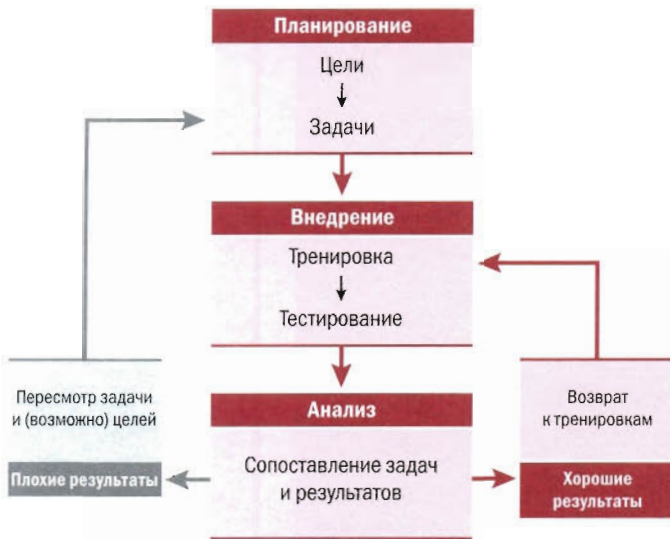 Планирование
Цели
Задачи
Внедрение
Тренировка
Тестирование
Пересмотр задачи
и (возможно) целей
Плохие результаты
Анализ
Сопоставление задач
и результатов
Возврат
к тренировкам
Хорошие
результаты